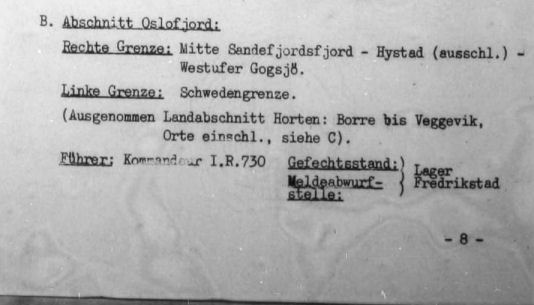 B. Abschnitt Oslofjord:
Rechte Grenze: Mitte Sandefjordsfjord - Hystad (ausschl.) -
Westufer Gogsjö.
Linke Grenze: Schwedengrenze.
(Ausgenommen Landabschnitt Horten: Borre bis Veggevik,
Orte einschl., siehe C).
Führer: Kommandeur I.R.730 Gefechtsstand:) Lager
Meldeabwurf- ) Fredrikstad
stelle: )
- 8 -